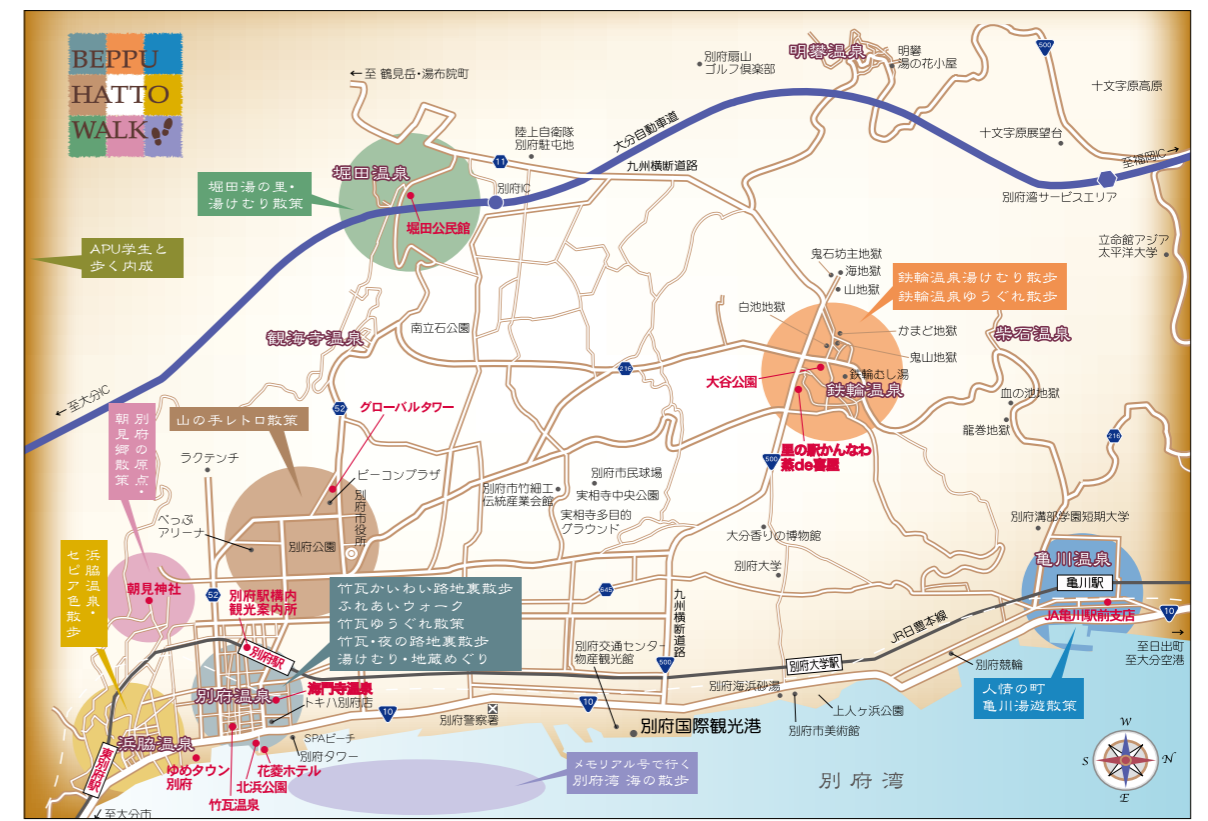 BEPPU
HATTO
WALK
←至 鶴見岳・湯布院町
別府扇山
ゴルフ倶楽部
明礬温泉
明礬
湯の花小屋
500
十文字原高原
十文字原展望台
陸上自衛隊
別府駐屯地
大分自動車道
九州横断道路
至福岡IC→
11
堀田温泉
別府IC
別府湾サービスエリア
堀田湯の里・
湯けむり散策
堀田公民館
APU学生と
歩く内成
立命館アジア
太平洋大学
鬼石坊主地獄
海地獄
山地獄
鉄輪温泉湯けむり散歩
鉄輪温泉ゆうぐれ散歩
白池地獄
かまど地獄
鬼山地獄
柴石温泉
南立石公園
観海寺温泉
216
鉄輪むし湯
大谷公園
鉄輪温泉
血の池地獄
龍巻地獄
216
←至大分IC
52
グローバルタワー
別府の原点・
朝見郷散策
山の手レトロ散策
里の駅かんなわ
蒸de喜屋
500
ラクテンチ
ビーコンプラザ
別府市民球場
別府市竹細工
伝統産業会館
実相寺中央公園
実相寺多目的
グラウンド
別府市役所
べっぷ
アリーナ
別府公園
大分香りの博物館
別府溝部学園短期大学
別府大学
亀川温泉
浜脇温泉・
セピア色散歩
朝見神社
52
別府駅構内
観光案内所
竹瓦かいわい路地裏散歩
ふれあいウォーク
竹瓦ゆうぐれ散策
竹瓦・夜の路地裏散歩
湯けむり・地蔵めぐり
645
九州横断道路
亀川駅
JA亀川駅前支店
10
JR日豊本線
→
至日出町
至大分空港
別府駅
別府交通センター
物産観光館
500
別府大学駅
別府競輪
人情の町
亀川湯遊散策
別府温泉
海門寺温泉
トキハ別府店
10
別府警察署
10
別府海浜砂湯
上人ヶ浜公園
別府市美術館
別府国際観光港
浜脇温泉
SPAビーチ
別府タワー
東別府駅
ゆめタウン
別府
花菱ホテル
北浜公園
竹瓦温泉
メモリアル号で行く
別府湾 海の散歩
別府湾
至大分市
W
S
N
E